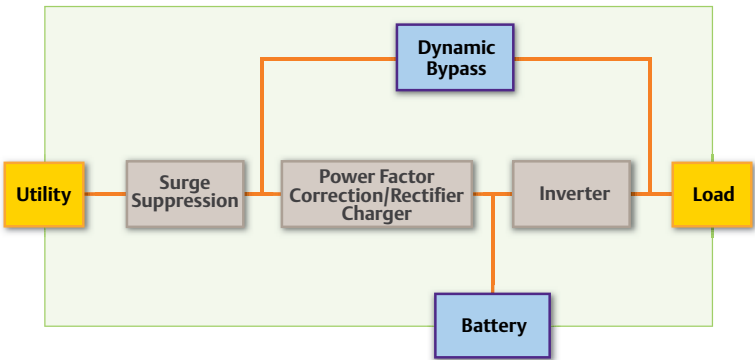 Dynamic
Bypass
Utility
Surge
Suppression
Power Factor
Correction/Rectifier
Charger
Inverter
Load
Battery